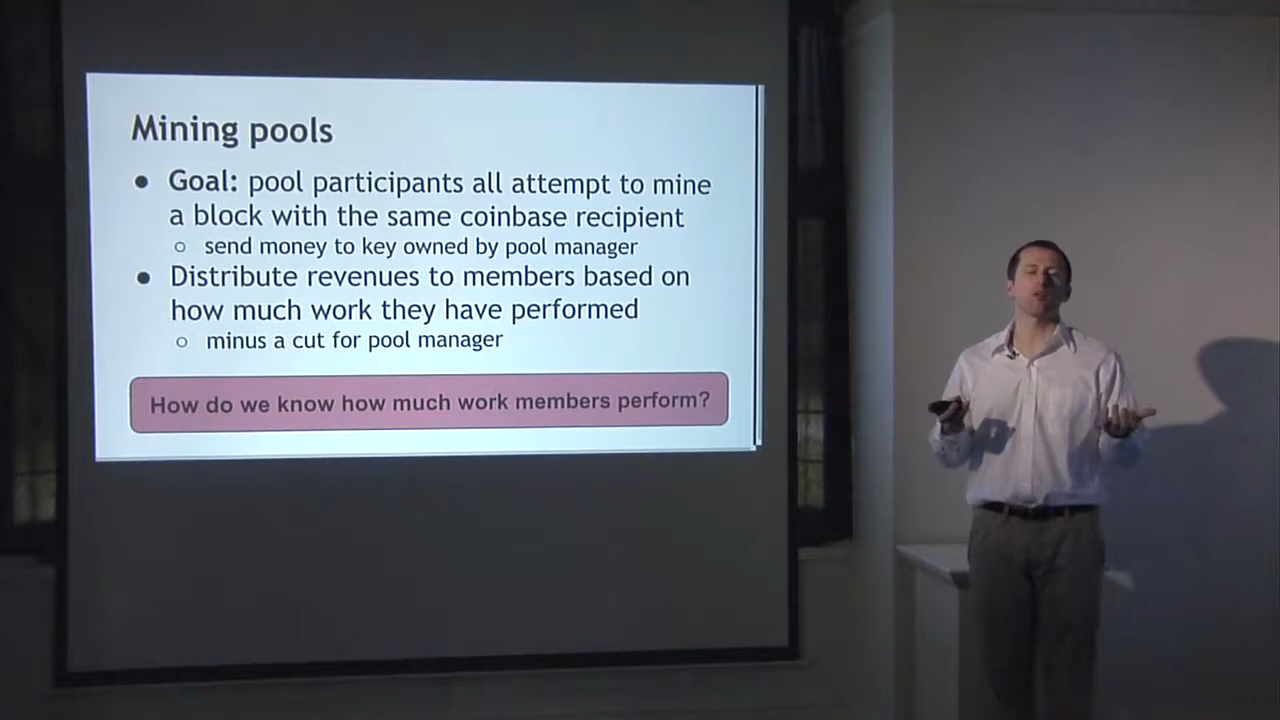 Mining pools
● Goal: pool participants all attempt to mine
a block with the same coinbase recipient
○ send money to key owned by pool manager
● Distribute revenues to members based on
how much work they have performed
○ minus a cut for pool manager
How do we know how much work members perform?